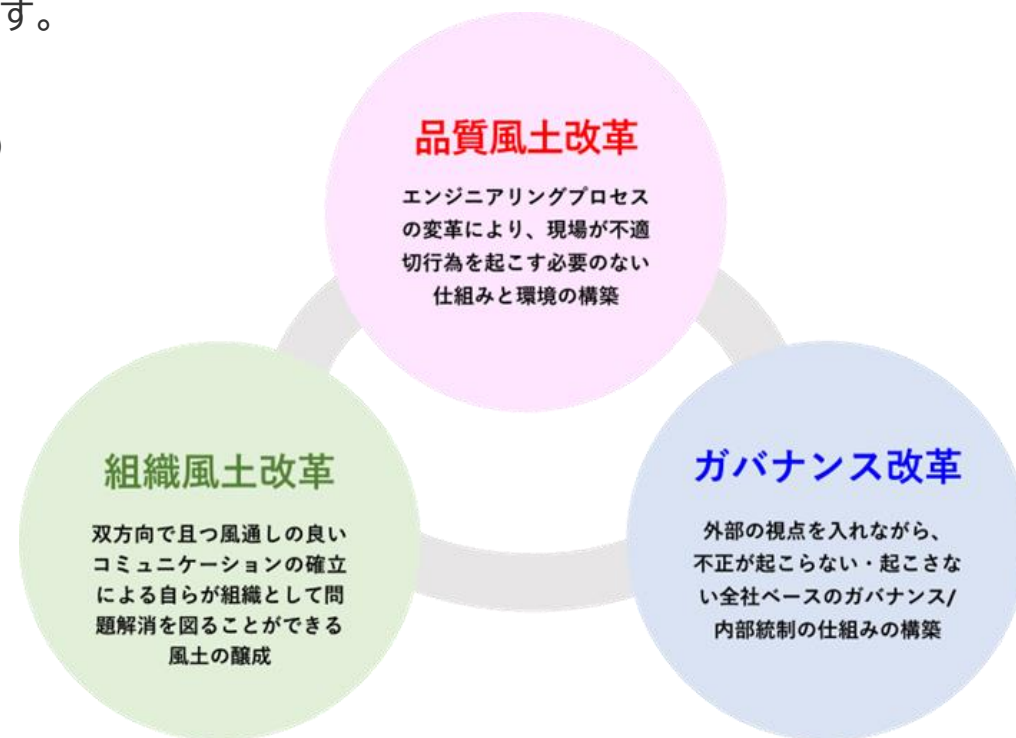 す。
)
品質風土改革
エンジニアリングプロセス
の変革により、現場が不適
切行為を起こす必要のない
仕組みと環境の構築
組織風土改革
双方向で且つ風通しの良い
コミュニケーションの確立
による自らが組織として問
題解消を図ることができる
風土の醸成
ガバナンス改革
外部の視点を入れながら、
不正が起こらない・起こさな
い全社ベースのガバナンス/
内部統制の仕組みの構築